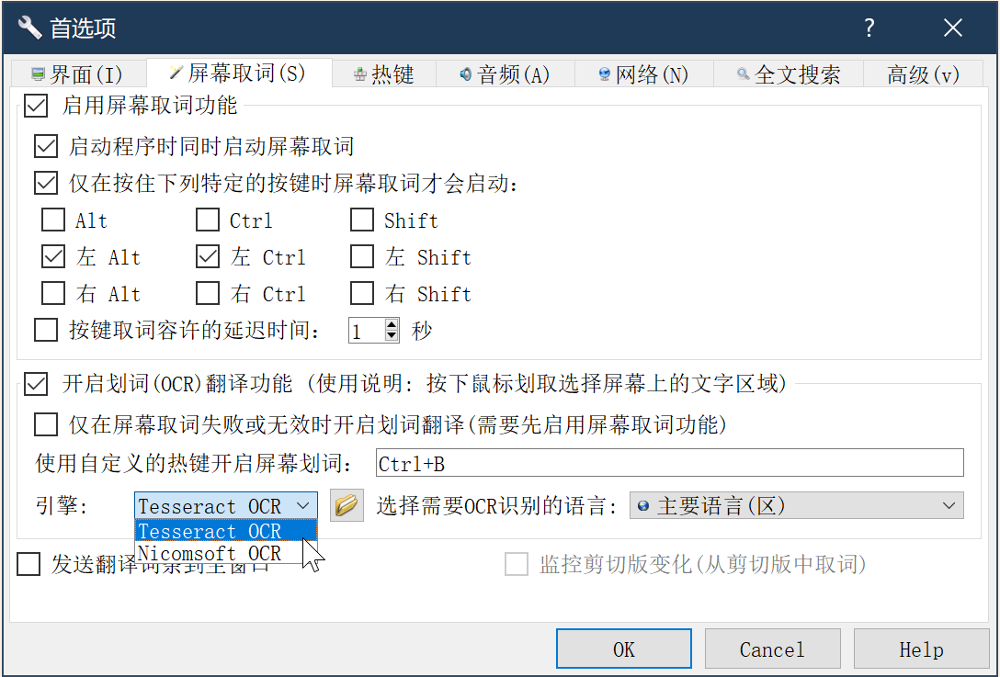 首选项
界面(I) 屏幕取词(S) 热键 音频(A) 网络(N) 全文搜索 高级(v)
启用屏幕取词功能
启动程序时同时启动屏幕取词
仅在按住下列特定的按键时屏幕取词才会启动:
Alt Ctrl Shift
左 Alt 左 Ctrl 左 Shift
右 Alt 右 Ctrl 右 Shift
按键取词容许的延迟时间: 1 秒
开启划词(OCR)翻译功能 (使用说明: 按下鼠标划取选择屏幕上的文字区域)
仅在屏幕取词失败或无效时开启划词翻译(需要先启用屏幕取词功能)
使用自定义的热键开启屏幕划词: Ctrl+B
引擎: Tesseract OCR 选择需要OCR识别的语言: 主要语言(区)
Tesseract OCR
Nicomsoft OCR
发送翻译词条到主窗口 监控剪切版变化(从剪切版中取词)
OK Cancel Help